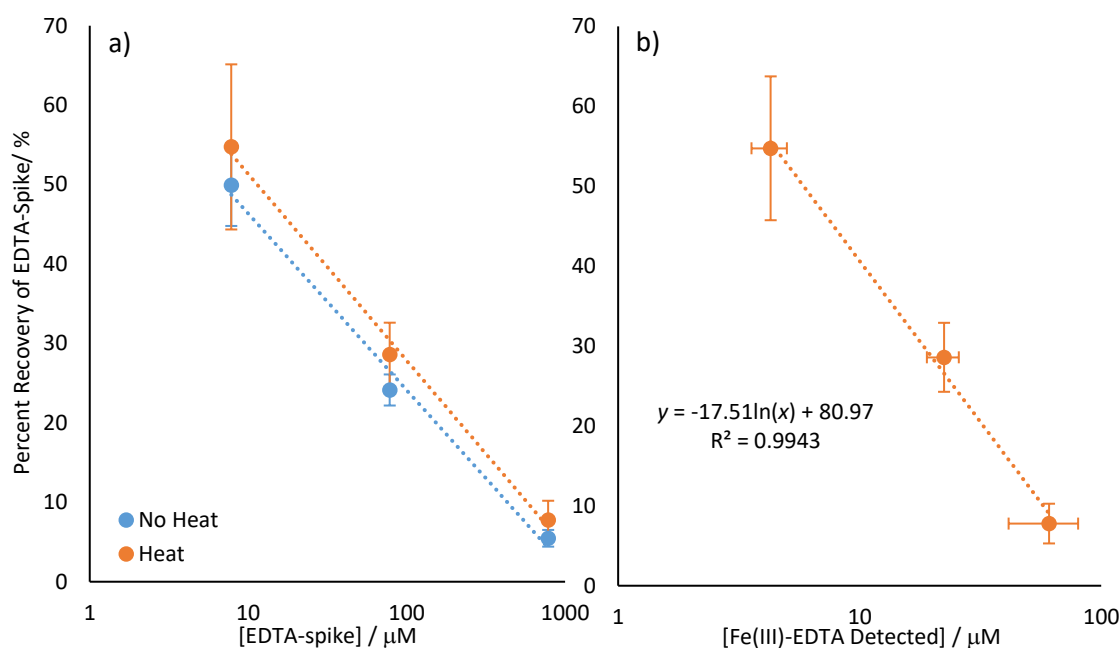 a)
Percent Recovery of EDTA-Spike/ %
70
60
50
40
30
20
10
0
No Heat
Heat
1
10
100
1000
[EDTA-spike] / μM
b)
70
60
50
40
30
20
10
0
y = -17.51ln(x) + 80.97
R² = 0.9943
1
10
100
[Fe(III)-EDTA Detected] / μM